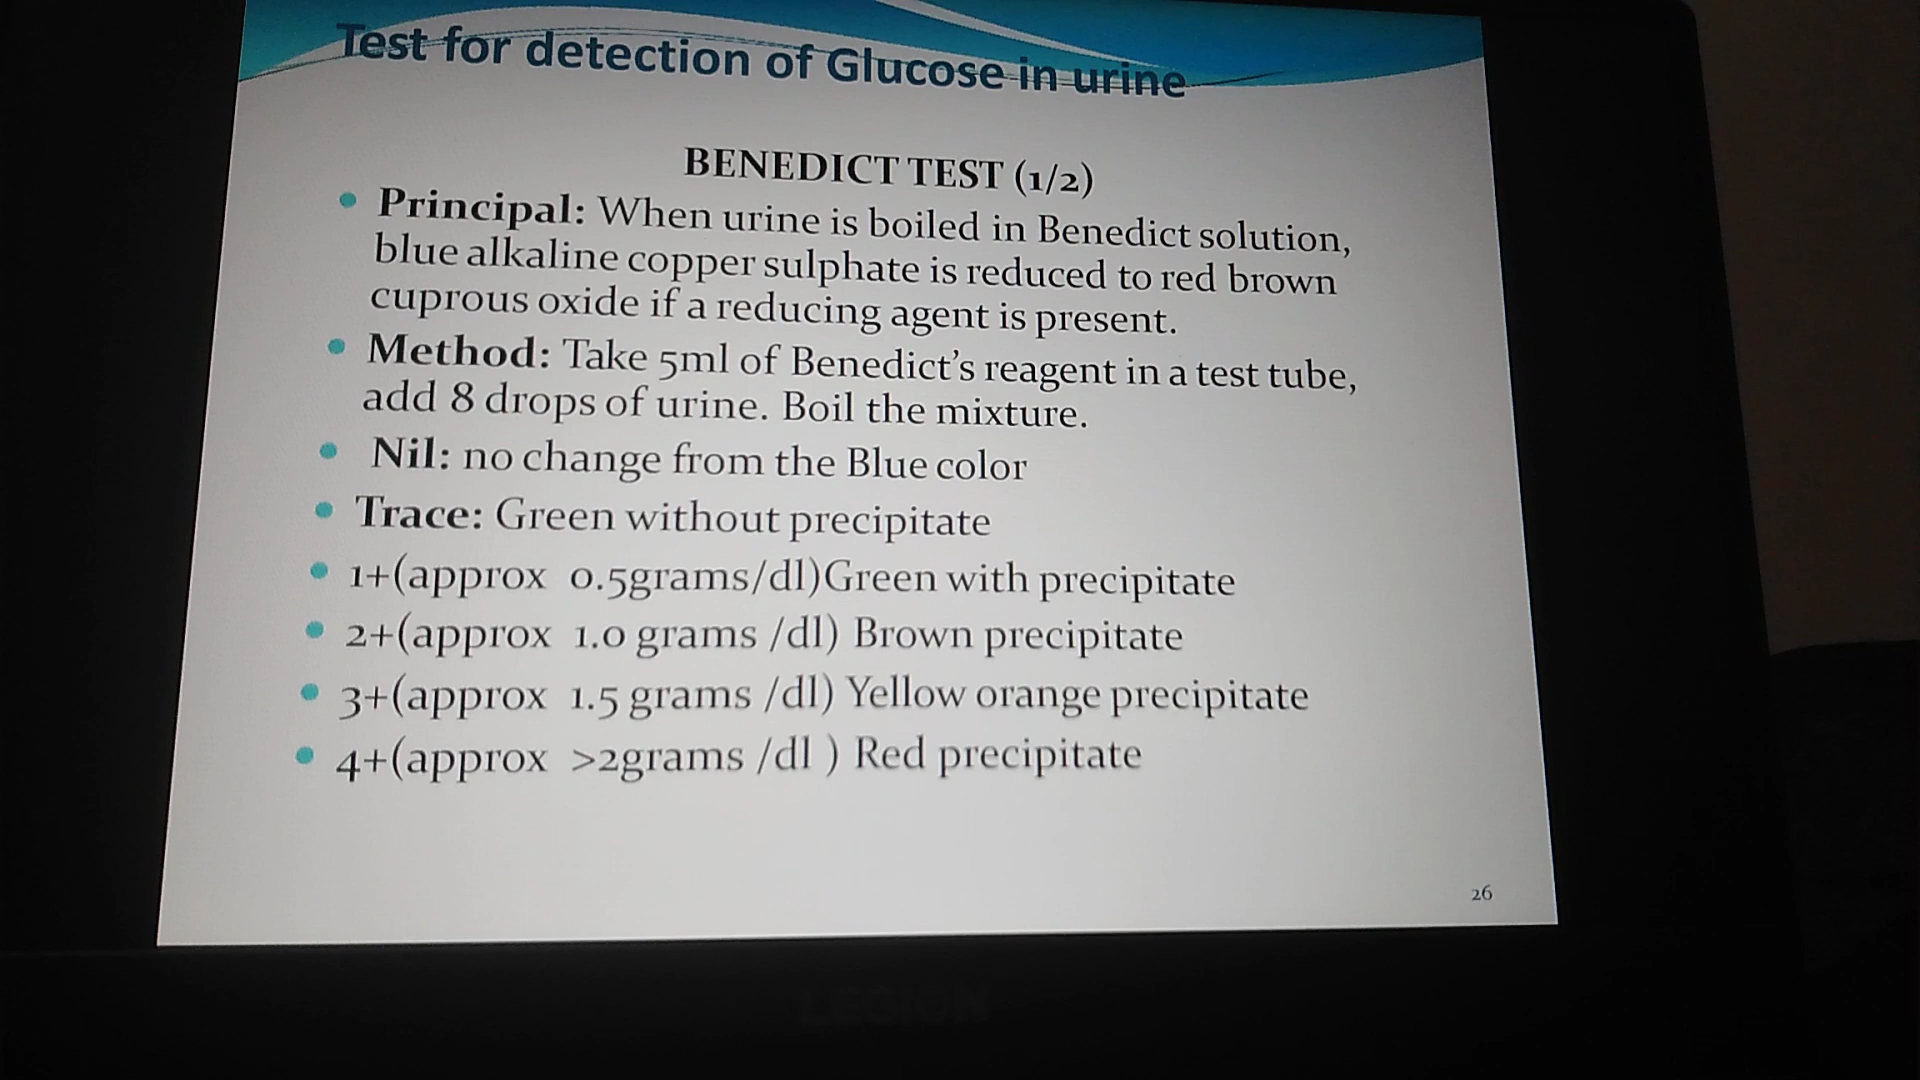 Test for detection of Glucose in urine
BENEDICT TEST (1/2)
Principal: When urine is boiled in Benedict solution,
blue alkaline copper sulphate is reduced to red brown
cuprous oxide if a reducing agent is present.
Method: Take 5ml of Benedict’s reagent in a test tube,
add 8 drops of urine. Boil the mixture.
Nil: no change from the Blue color
Trace: Green without precipitate
1+(approx 0.5grams/dl)Green with precipitate
2+(approx 1.0 grams /dl) Brown precipitate
3+(approx 1.5 grams /dl) Yellow orange precipitate
4+(approx >2grams /dl ) Red precipitate
26
LEGION